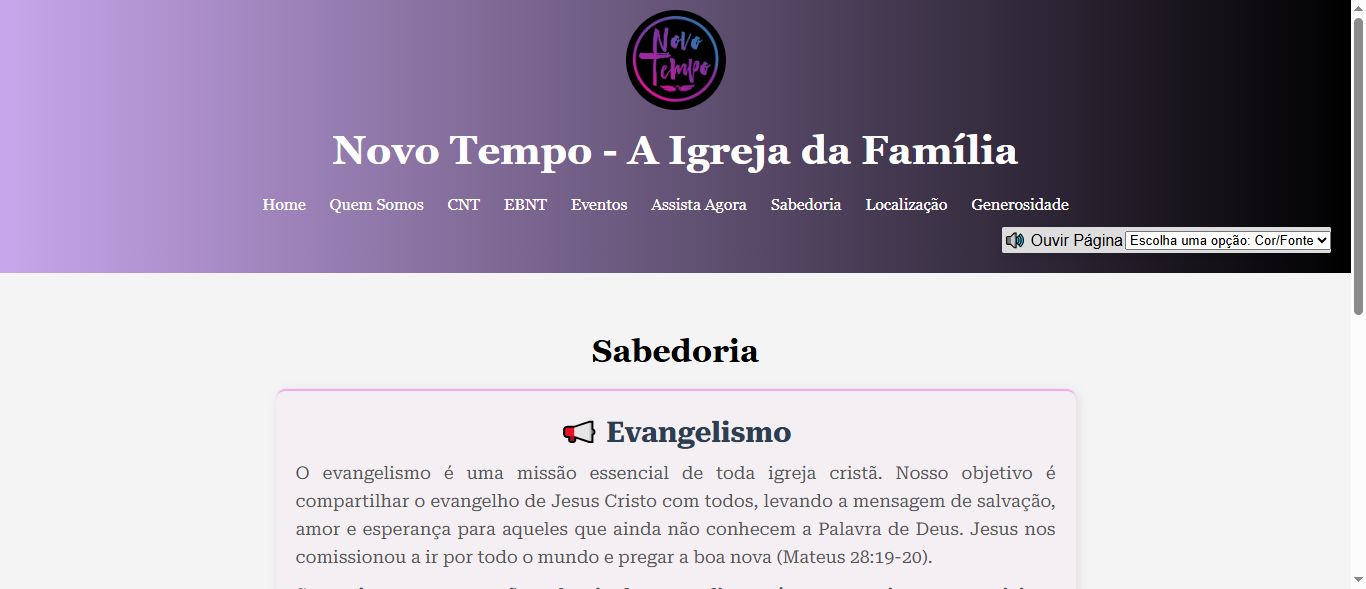 Novo
Tempo
Novo Tempo - A Igreja da Família
Home Quem Somos CNT EBNT Eventos Assista Agora Sabedoria Localização Generosidade
Ouvir Página Escolha uma opção: Cor/Fonte
Sabedoria
Evangelismo
O evangelismo é uma missão essencial de toda igreja cristã. Nosso objetivo é
compartilhar o evangelho de Jesus Cristo com todos, levando a mensagem de salvação,
amor e esperança para aqueles que ainda não conhecem a Palavra de Deus. Jesus nos
comissionou a ir por todo o mundo e pregar a boa nova (Mateus 28:19-20).